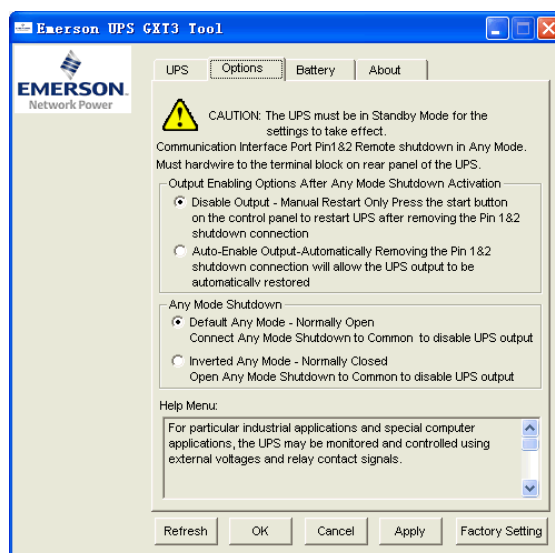 Emerson UPS GXT3 Tool
EMERSON.
Network Power
UPS
Options
Battery
About
CAUTION: The UPS must be in Standby Mode for the
settings to take effect.
Communication Interface Port Pin1&2 Remote shutdown in Any Mode.
Must hardwire to the terminal block on rear panel of the UPS.
Output Enabling Options After Any Mode Shutdown Activation
Disable Output - Manual Restart Only Press the start button
on the control panel to restart UPS after removing the Pin 1&2
shutdown connection
Auto-Enable Output-Automatically Removing the Pin 1&2
shutdown connection will allow the UPS output to be
automatically restored
Any Mode Shutdown
Default Any Mode - Normally Open
Connect Any Mode Shutdown to Common to disable UPS output
Inverted Any Mode - Normally Closed
Open Any Mode Shutdown to Common to disable UPS output
Help Menu:
For particular industrial applications and special computer
applications, the UPS may be monitored and controlled using
external voltages and relay contact signals.
Refresh
OK
Cancel
Apply
Factory Setting